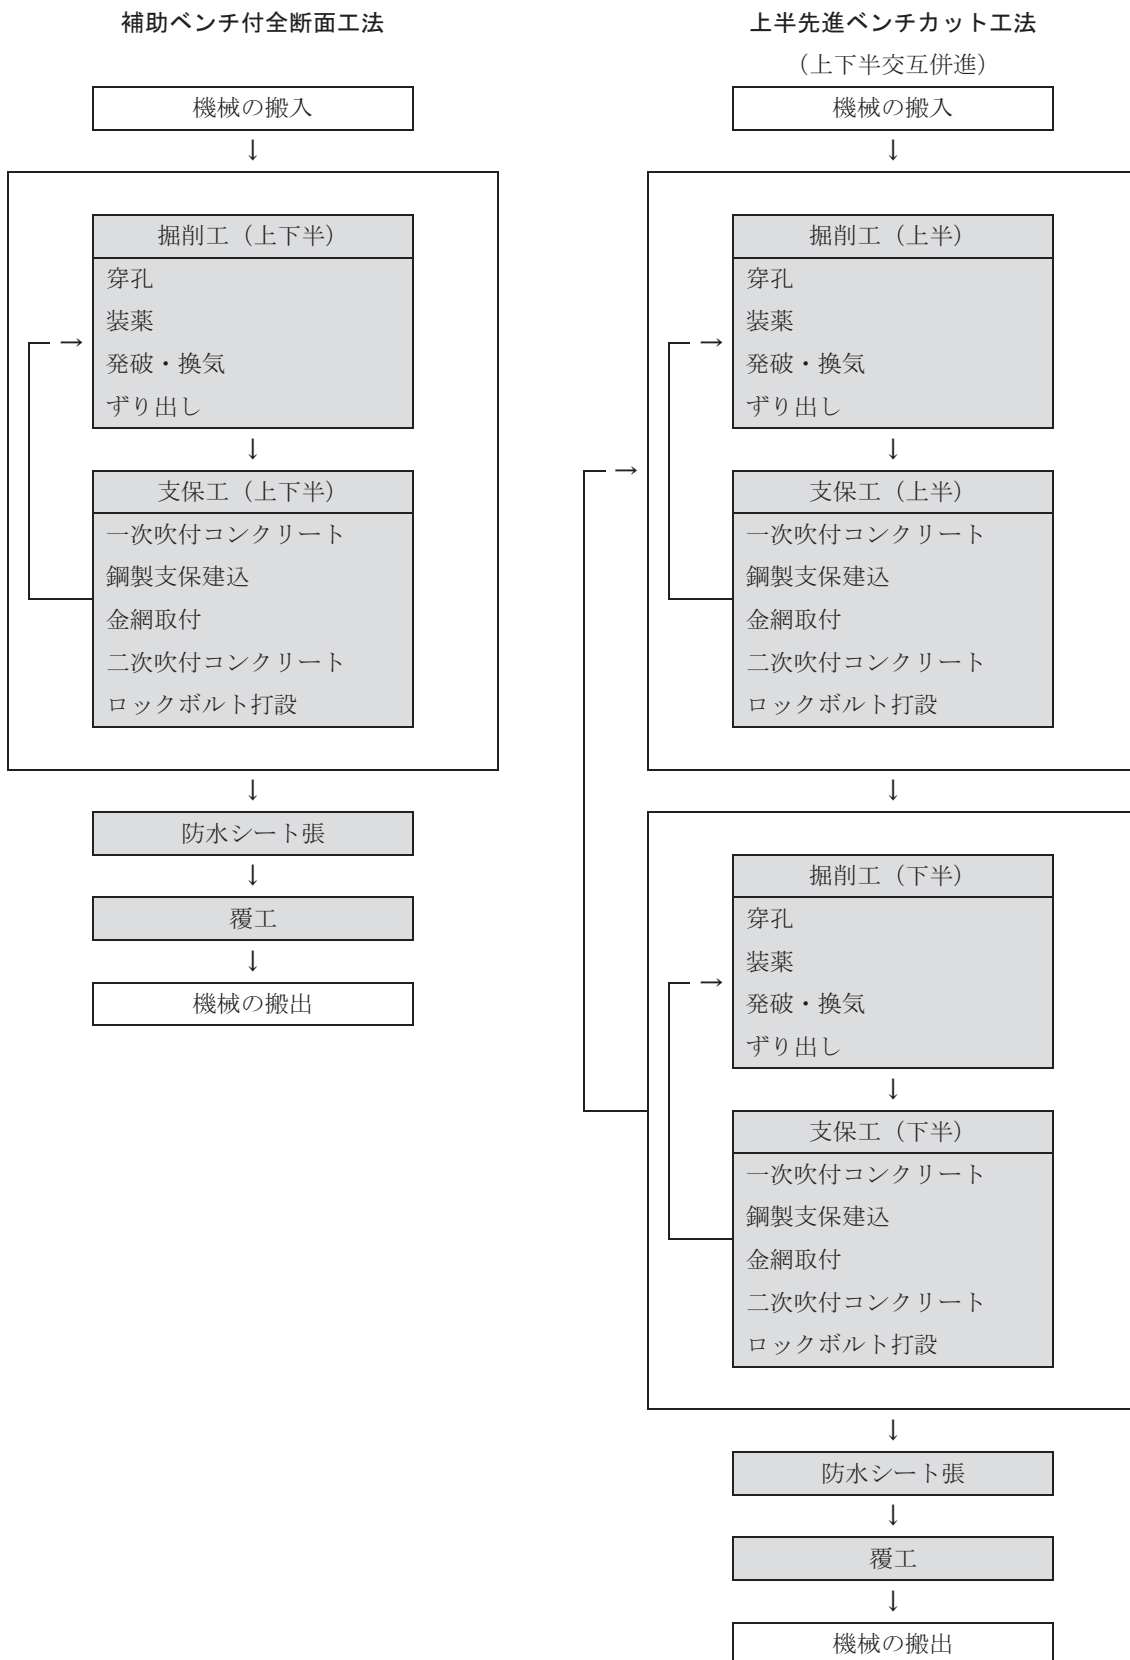 補助ベンチ付全断面工法
機械の搬入
↓
掘削工（上下半）
穿孔
装薬
発破・換気
ずり出し
→
↓
支保工（上下半）
一次吹付コンクリート
鋼製支保建込
金網取付
二次吹付コンクリート
ロックボルト打設
↓
防水シート張
↓
覆工
↓
機械の搬出
上半先進ベンチカット工法
（上下半交互併進）
機械の搬入
↓
→
掘削工（上半）
穿孔
装薬
発破・換気
ずり出し
→
↓
支保工（上半）
一次吹付コンクリート
鋼製支保建込
金網取付
二次吹付コンクリート
ロックボルト打設
↓
掘削工（下半）
穿孔
装薬
発破・換気
ずり出し
→
↓
支保工（下半）
一次吹付コンクリート
鋼製支保建込
金網取付
二次吹付コンクリート
ロックボルト打設
↓
防水シート張
↓
覆工
↓
機械の搬出